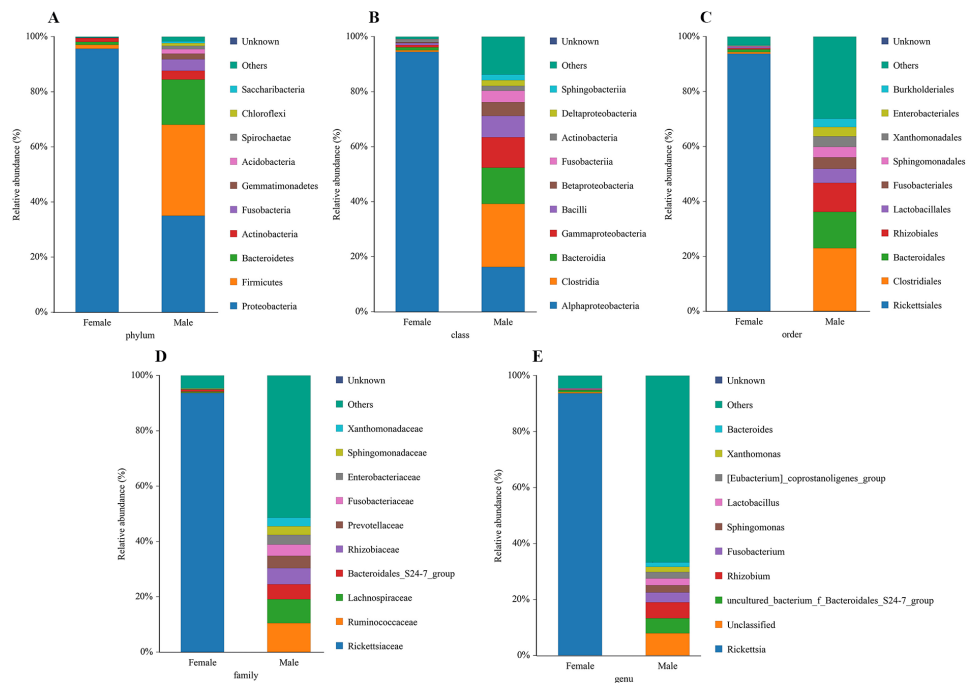 A
Relative abundance (%)
100%
80%
60%
40%
20%
0%
Female
Male
phylum
Unknown
Others
Saccharibacteria
Chloroflexi
Spirochaetae
Acidobacteria
Gemmatimonadetes
Fusobacteria
Actinobacteria
Bacteroidetes
Firmicutes
Proteobacteria
B
Relative abundance (%)
100%
80%
60%
40%
20%
0%
Female
Male
class
Unknown
Others
Sphingobacteriia
Deltaproteobacteria
Actinobacteria
Fusobacteriia
Betaproteobacteria
Bacilli
Gammaproteobacteria
Bacteroidia
Clostridia
Alphaproteobacteria
C
Relative abundance (%)
100%
80%
60%
40%
20%
0%
Female
Male
order
Unknown
Others
Burkholderiales
Enterobacteriales
Xanthomonadales
Sphingomonadales
Fusobacteriales
Lactobacillales
Rhizobiales
Bacteroidales
Clostridiales
Rickettsiales
D
Relative abundance (%)
100%
80%
60%
40%
20%
0%
Female
Male
family
Unknown
Others
Xanthomonadaceae
Sphingomonadaceae
Enterobacteriaceae
Fusobacteriaceae
Prevotellaceae
Rhizobiaceae
Bacteroidales_S24-7_group
Lachnospiraceae
Ruminococcaceae
Rickettsiaceae
E
Relative abundance (%)
100%
80%
60%
40%
20%
0%
Female
Male
genu
Unknown
Others
Bacteroides
Xanthomonas
[Eubacterium]_coprostanoligenes_group
Lactobacillus
Sphingomonas
Fusobacterium
Rhizobium
uncultured_bacterium_f_Bacteroidales_S24-7_group
Unclassified
Rickettsia